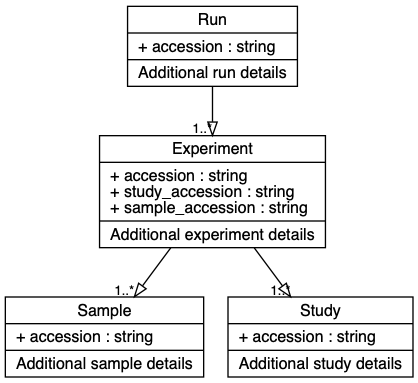 Run
+ accession : string
Additional run details
1..*
Experiment
+ accession : string
+ study_accession : string
+ sample_accession : string
Additional experiment details
1..*
1..*
Sample
+ accession : string
Additional sample details
Study
+ accession : string
Additional study details